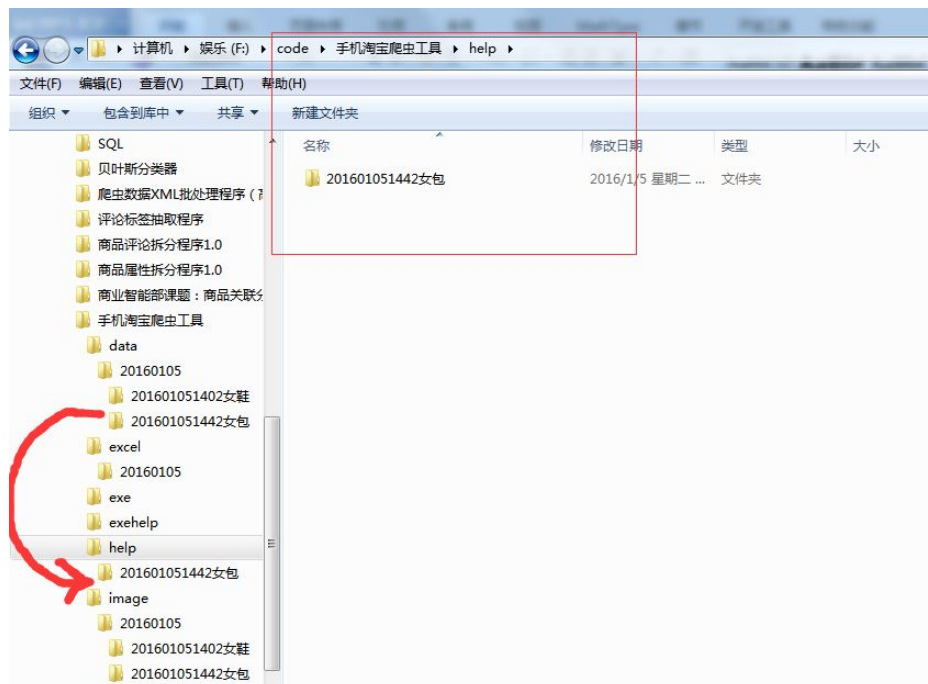 计算机 ▸ 娱乐 (F:) ▸ code ▸ 手机淘宝爬虫工具 ▸ help ▸
文件(F) 编辑(E) 查看(V) 工具(T) 帮助(H)
组织 包含到库中 共享 新建文件夹
名称 修改日期 类型 大小
201601051442女包 2016/1/5 星期二 ... 文件夹
SQL
贝叶斯分类器
爬虫数据XML批处理程序（
评论标签抽取程序
商品评论拆分程序1.0
商品属性拆分程序1.0
商业智能部课题：商品关联
手机淘宝爬虫工具
data
20160105
201601051402女鞋
201601051442女包
excel
20160105
exe
exehelp
help
201601051442女包
image
20160105
201601051402女鞋
201601051442女包